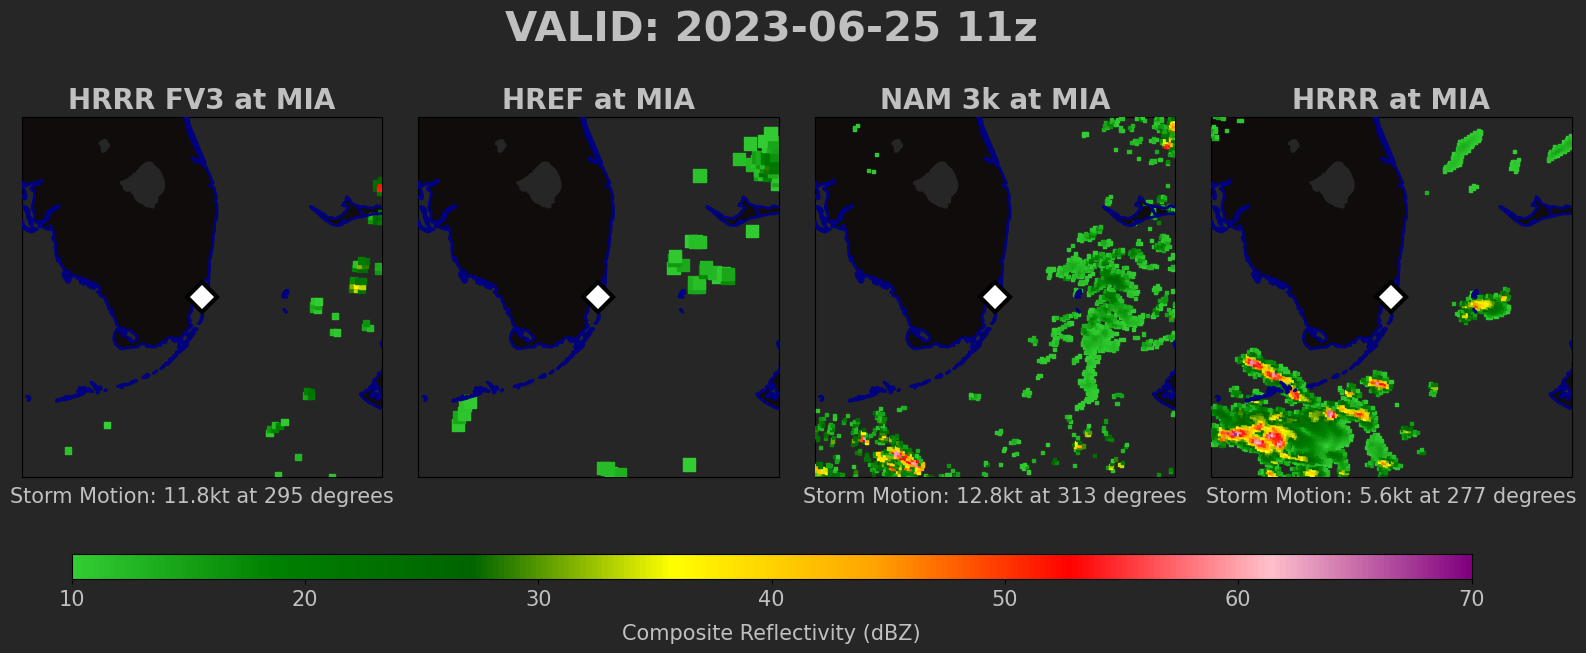 VALID: 2023-06-25 11z
HRRR FV3 at MIA
HREF at MIA
NAM 3k at MIA
HRRR at MIA
Storm Motion: 11.8kt at 295 degrees
Storm Motion: 12.8kt at 313 degrees
Storm Motion: 5.6kt at 277 degrees
10 20 30 40 50 60 70
Composite Reflectivity (dBZ)